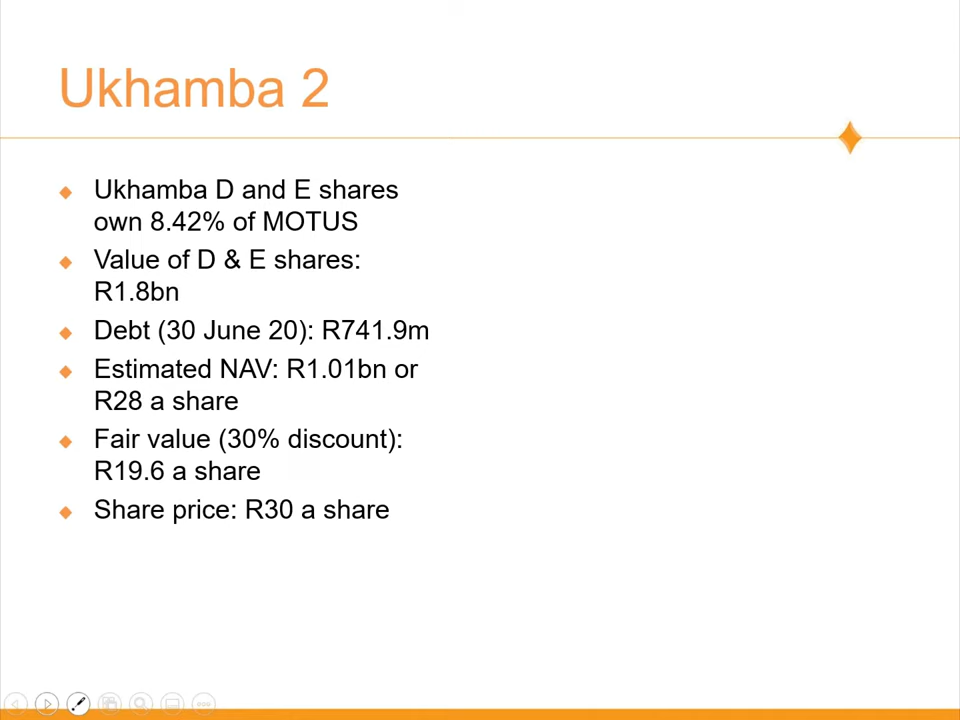 Ukhamba 2
Ukhamba D and E shares
own 8.42% of MOTUS
Value of D & E shares:
R1.8bn
Debt (30 June 20): R741.9m
Estimated NAV: R1.01bn or
R28 a share
Fair value (30% discount):
R19.6 a share
Share price: R30 a share